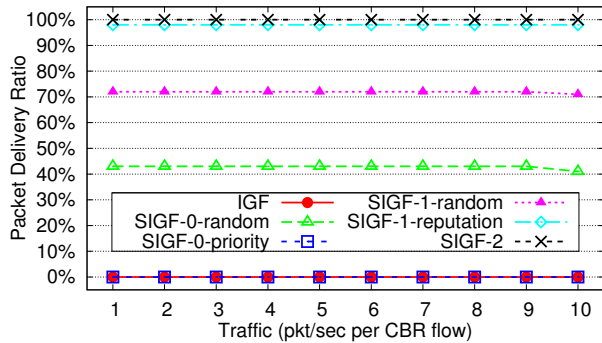 Packet Delivery Ratio
100%
90%
80%
70%
60%
50%
40%
30%
20%
10%
0%
IGF
SIGF-0-random
SIGF-0-priority
SIGF-1-random
SIGF-1-reputation
SIGF-2
1 2 3 4 5 6 7 8 9 10
Traffic (pkt/sec per CBR flow)